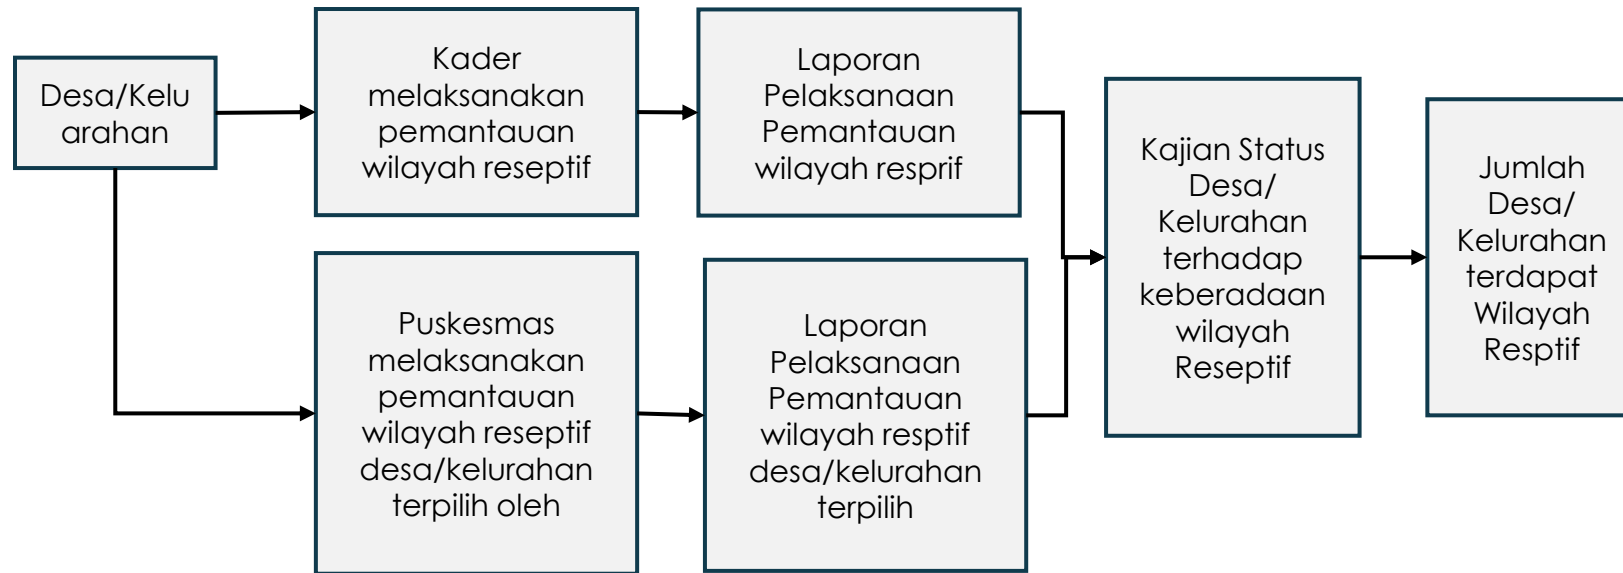 Desa/Kelu
arahan
Kader
melaksanakan
pemantauan
wilayah reseptif
Laporan
Pelaksanaan
Pemantauan
wilayah resprif
Puskesmas
melaksanakan
pemantauan
wilayah reseptif
desa/kelurahan
terpilih oleh
Laporan
Pelaksanaan
Pemantauan
wilayah resptif
desa/kelurahan
terpilih
Kajian Status
Desa/
Kelurahan
terhadap
keberadaan
wilayah
Reseptif
Jumlah
Desa/
Kelurahan
terdapat
Wilayah
Resptif